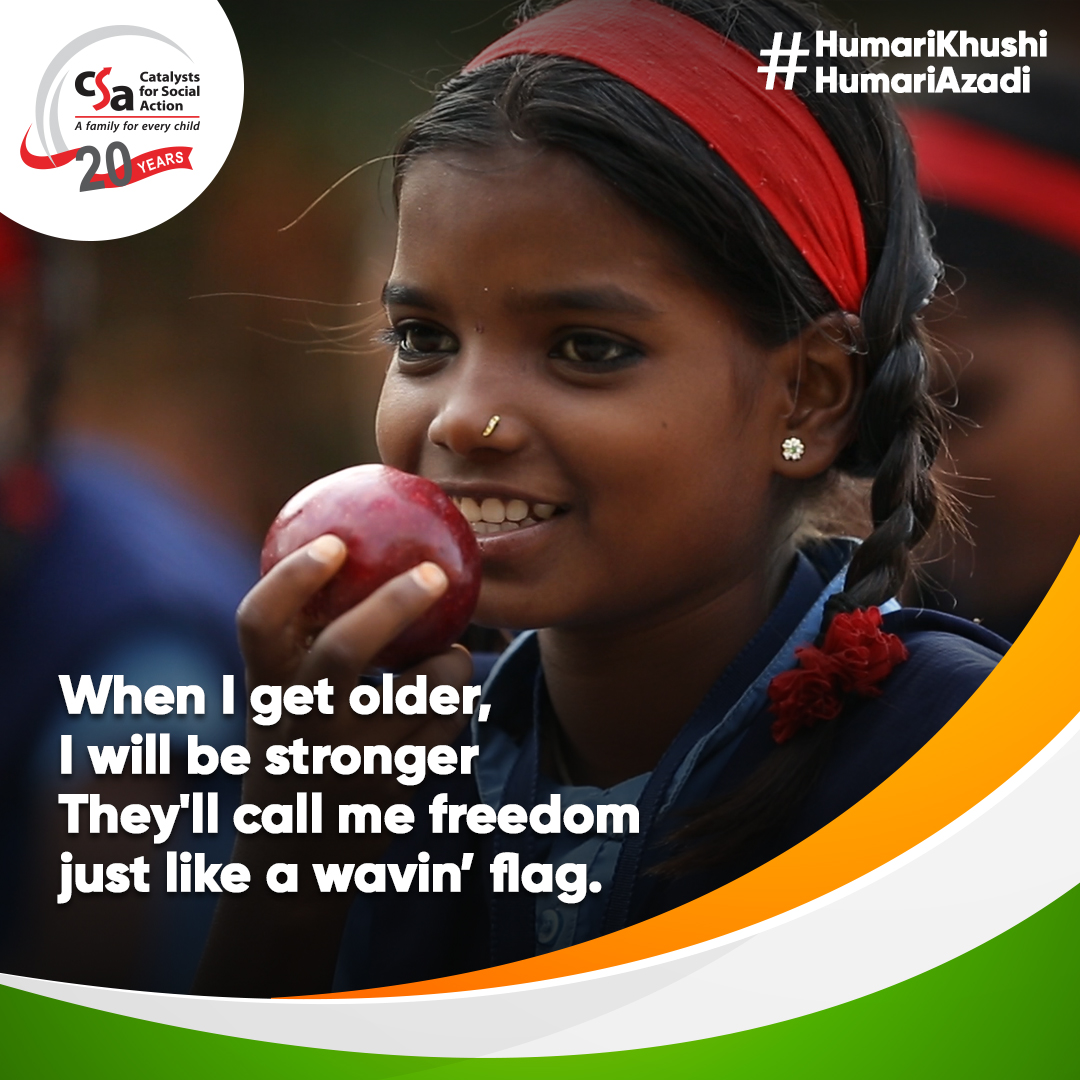 csa
Catalysts
for Social
Action
A family for every child
20 YEARS
#HumariKhushi
HumariAzadi
When I get older,
I will be stronger
They'll call me freedom
just like a wavin’ flag.